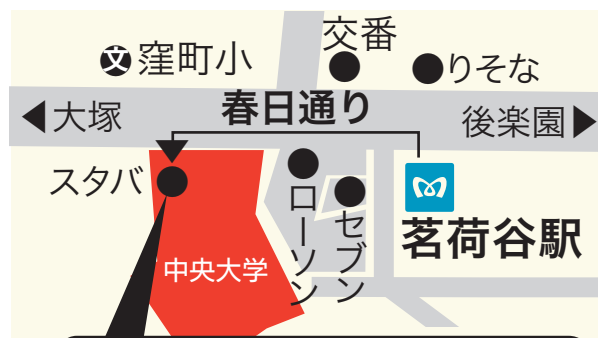 交番
文 窪町小
りそな
◀大塚
春日通り
後楽園▶
スタバ
ローソン
セブン
茗荷谷駅
中央大学